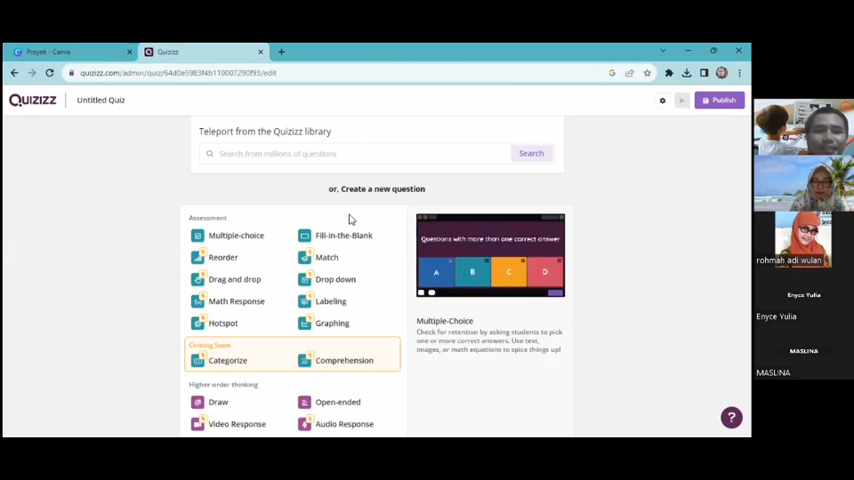 Proyek - Canva
Quizizz
quizizz.com/admin/quiz/64d0e5983f4b110007290f93/edit
QUIZIZZ
Untitled Quiz
Publish
Teleport from the Quizizz library
Search from millions of questions
Search
or, Create a new question
Assessment
Multiple-choice
Fill-in-the-Blank
Reorder
Match
Drag and drop
Drop down
Math Response
Labeling
Hotspot
Graphing
Coming Soon
Categorize
Comprehension
Higher-order thinking
Draw
Open-ended
Video Response
Audio Response
Questions with more than one correct answer
A
B
C
D
Multiple-Choice
Check for retention by asking students to pick
one or more correct answers. Use text,
images, or math equations to spice things up!
?
rohmah adi wulan
Enyce Yulia
Enyce Yulia
MASLINA
MASLINA